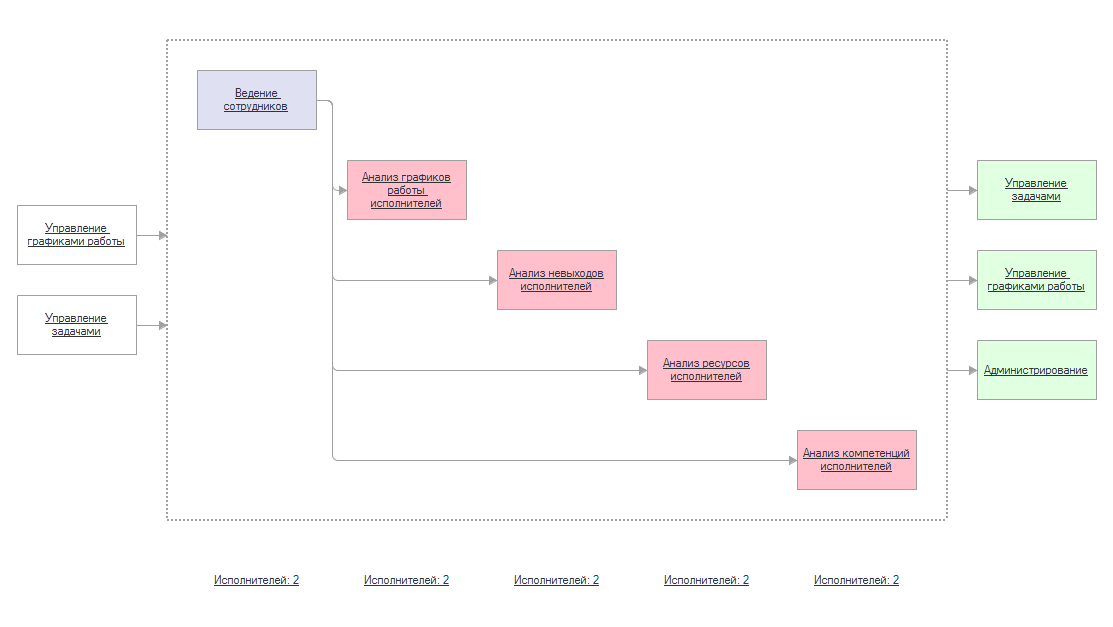 Ведение
сотрудников
Анализ графиков
работы
исполнителей
Управление
задачами
Управление
графиками работы
Анализ невыходов
исполнителей
Управление
графиками работы
Управление
задачами
Анализ ресурсов
исполнителей
Администрирование
Анализ компетенций
исполнителей
Исполнителей: 2
Исполнителей: 2
Исполнителей: 2
Исполнителей: 2
Исполнителей: 2